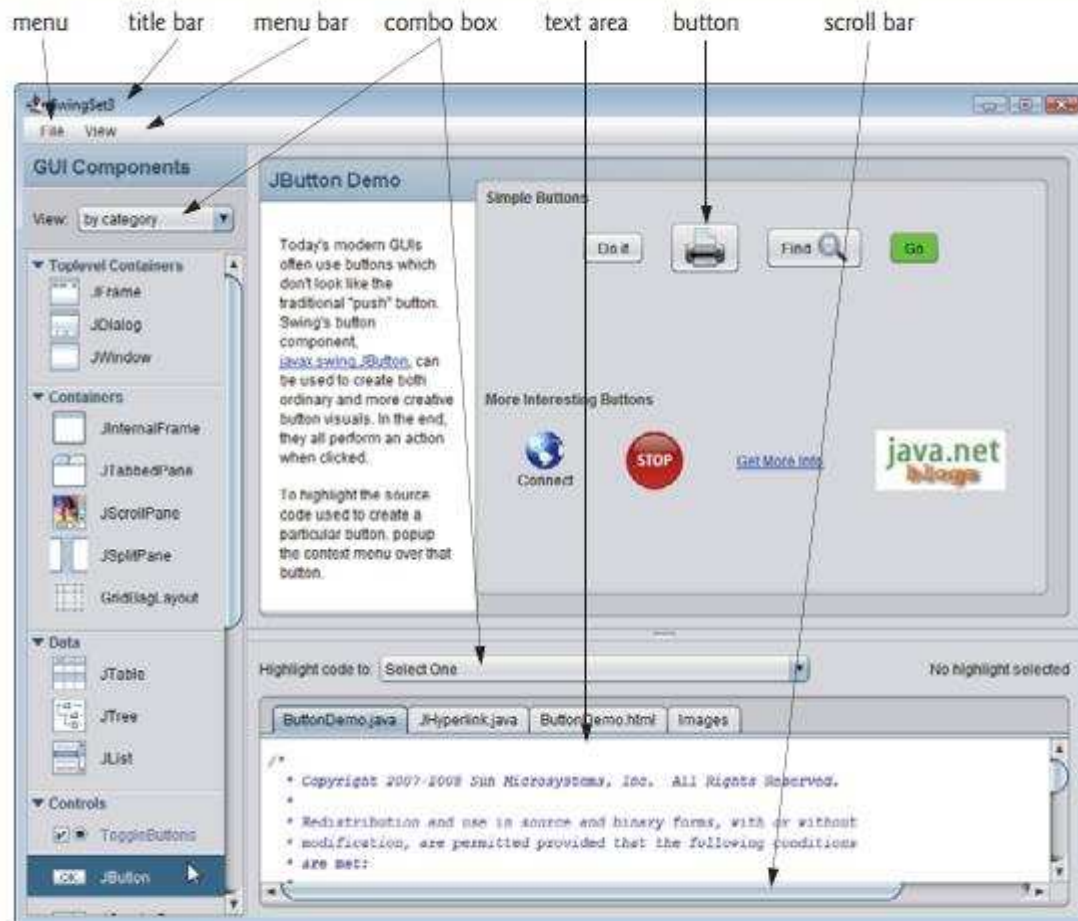 menu title bar menu bar combo box text area button scroll bar
SwingSet3
File View
GUI Components
View: by category
Toplevel Containers
JFrame
JDialog
JWindow
Containers
JInternalFrame
JTabbedPane
JScrollPane
JSplitPane
GridBagLayout
Data
JTable
JTree
JList
Controls
ToggleButtons
OK JButton
JButton Demo
Today's modern GUIs
often use buttons which
don't look like the
traditional "push" button.
Swing's button
component,
javax.swing.JButton, can
be used to create both
ordinary and more creative
button visuals. In the end,
they all perform an action
when clicked.
To highlight the source
code used to create a
particular button, popup
the context menu over that
button.
Simple Buttons
Do it Find Go
More Interesting Buttons
Connect STOP Get More Info java.net
blogs
Highlight code to: Select One No highlight selected
ButtonDemo.java JHyperlink.java ButtonDemo.html Images
/*
* Copyright 2007-2008 Sun Microsystems, Inc. All Rights Reserved.
*
* Redistribution and use in source and binary forms, with or without
* modification, are permitted provided that the following conditions
* are met:
*